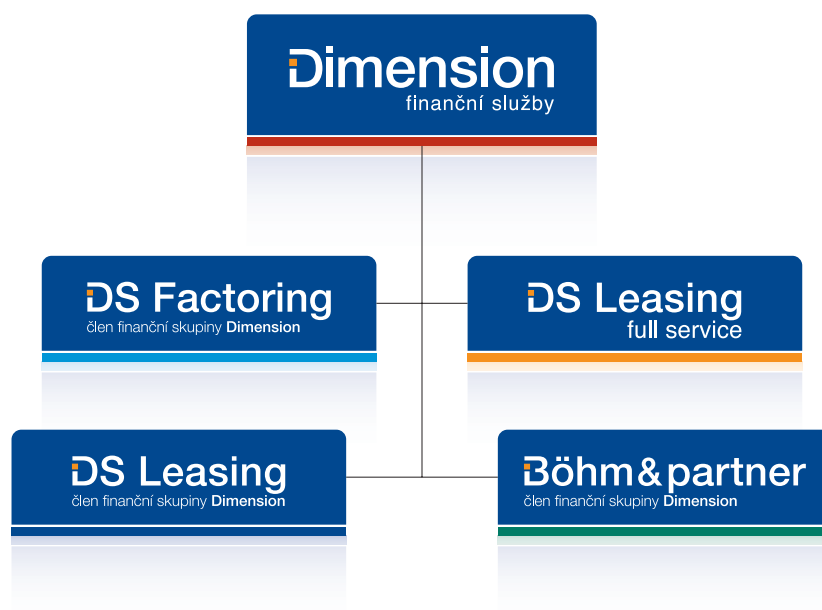 Dimension
finanční služby
DS Factoring
člen finanční skupiny Dimension
DS Leasing
full service
DS Leasing
člen finanční skupiny Dimension
Böhm&partner
člen finanční skupiny Dimension